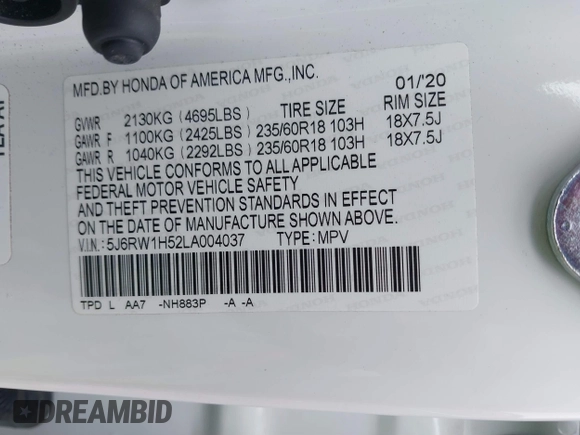 MFD.BY HONDA OF AMERICA MFG.,INC. 01/'20
GVWR 2130KG (4695LBS) TIRE SIZE RIM SIZE
GAWR F 1100KG (2425LBS) 235/60R18 103H 18X7.5J
GAWR R 1040KG (2292LBS) 235/60R18 103H 18X7.5J
THIS VEHICLE CONFORMS TO ALL APPLICABLE
FEDERAL MOTOR VEHICLE SAFETY
AND THEFT PREVENTION STANDARDS IN EFFECT
ON THE DATE OF MANUFACTURE SHOWN ABOVE.
V.I.N.: 5J6RW1H52LA004037 TYPE: MPV
TPD L AA7 -NH883P -A -A
DREAMBID